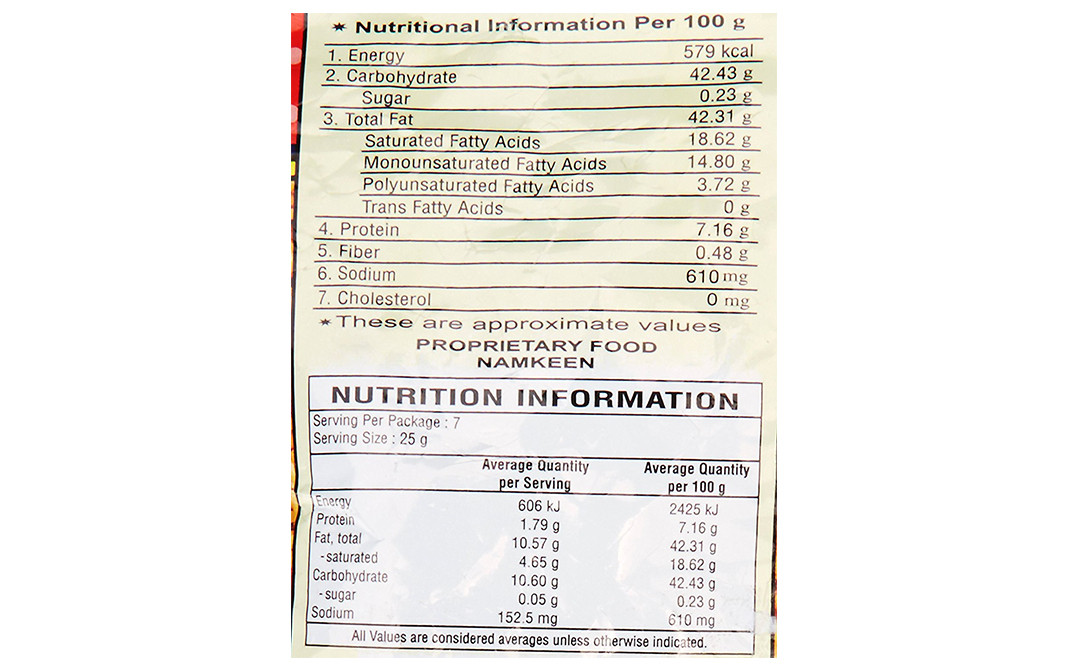 ✶ Nutritional Information Per 100 g
1. Energy 579 kcal
2. Carbohydrate 42.43 g
Sugar 0.23 g
3. Total Fat 42.31 g
Saturated Fatty Acids 18.62 g
Monounsaturated Fatty Acids 14.80 g
Polyunsaturated Fatty Acids 3.72 g
Trans Fatty Acids 0 g
4. Protein 7.16 g
5. Fiber 0.48 g
6. Sodium 610 mg
7. Cholesterol 0 mg
✶ These are approximate values
PROPRIETARY FOOD
NAMKEEN
NUTRITION INFORMATION
Serving Per Package : 7
Serving Size : 25 g
Average Quantity per Serving Average Quantity per 100 g
Energy 606 kJ 2425 kJ
Protein 1.79 g 7.16 g
Fat, total 10.57 g 42.31 g
- saturated 4.65 g 18.62 g
Carbohydrate 10.60 g 42.43 g
- sugar 0.05 g 0.23 g
Sodium 152.5 mg 610 mg
All Values are considered averages unless otherwise indicated.